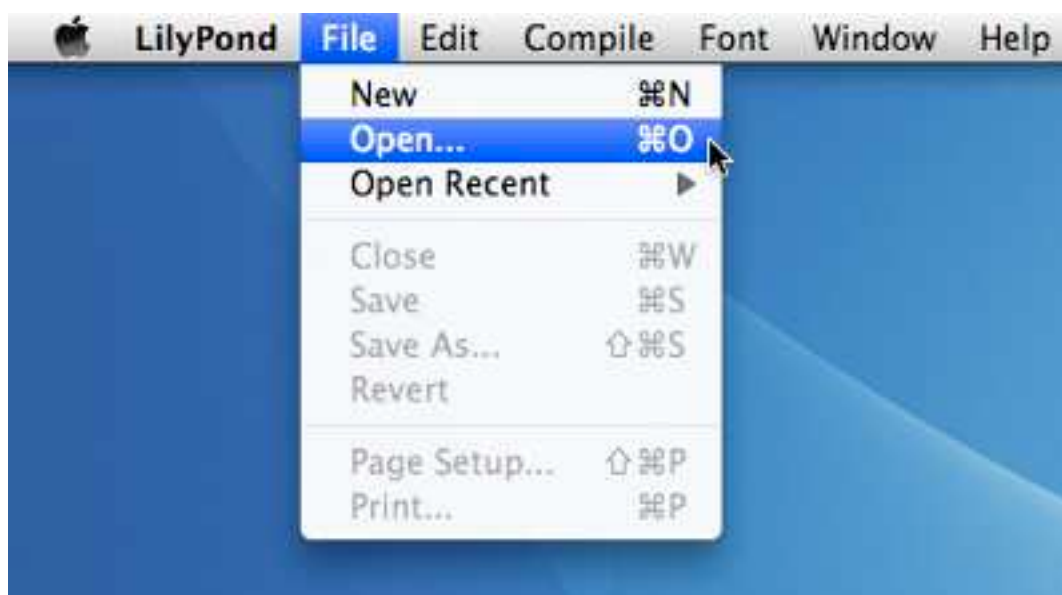 LilyPond File Edit Compile Font Window Help
New ⌘N
Open... ⌘O
Open Recent ▶
Close ⌘W
Save ⌘S
Save As... ⇧⌘S
Revert
Page Setup... ⇧⌘P
Print... ⌘P